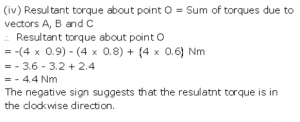 (iv) Resultant torque about point O = Sum of torques due to
vectors A, B and C
∴ Resultant torque about point O
= -(4 × 0.9) - (4 × 0.8) + {4 × 0.6} Nm
= - 3.6 - 3.2 + 2.4
= - 4.4 Nm
The negative sign suggests that the resulatnt torque is in
the clockwise direction.